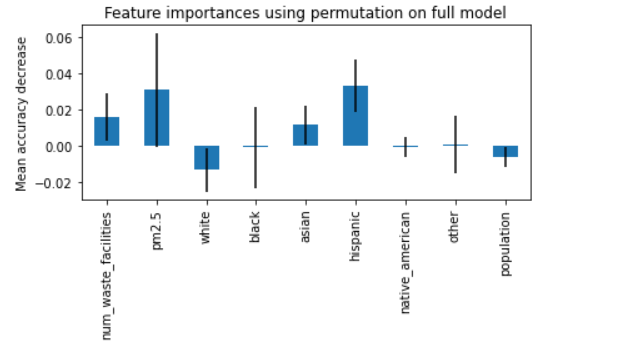 Feature importances using permutation on full model
Mean accuracy decrease
0.06
0.04
0.02
0.00
−0.02
num_waste_facilities
pm2.5
white
black
asian
hispanic
native_american
other
population